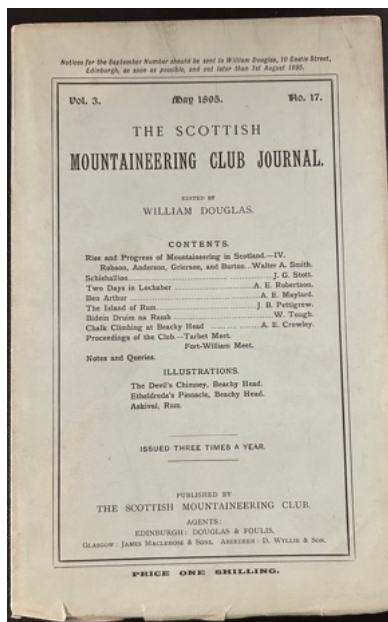 Notices for the September Number should be sent to William Douglas, 10 Castle Street,
Edinburgh, as soon as possible, and not later than 1st August 1895.
Vol. 3. May 1895. No. 17.
THE SCOTTISH
MOUNTAINEERING CLUB JOURNAL.
EDITED BY
WILLIAM DOUGLAS.
CONTENTS.
Rise and Progress of Mountaineering in Scotland.—IV.
Robson, Anderson, Grierson, and Burton...Walter A. Smith.
Schiehallion......J. G. Stott.
Two Days in Lochaber......A. E. Robertson.
Ben Arthur......A. E. Maylard.
The Island of Rum......J. B. Pettigrew.
Bidein Druim na Ramh......W. Tough.
Chalk Climbing at Beachy Head......A. E. Crowley.
Proceedings of the Club.—Tarbet Meet.
Fort-William Meet.
Notes and Queries.
ILLUSTRATIONS.
The Devil's Chimney, Beachy Head.
Etheldreda's Pinnacle, Beachy Head.
Askival, Rum.
ISSUED THREE TIMES A YEAR.
PUBLISHED BY
THE SCOTTISH MOUNTAINEERING CLUB.
AGENTS:
EDINBURGH: DOUGLAS & FOULIS.
GLASGOW: JAMES MACLEHOSE & SONS. ABERDEEN: D. WYLLIE & SON.
PRICE ONE SHILLING.